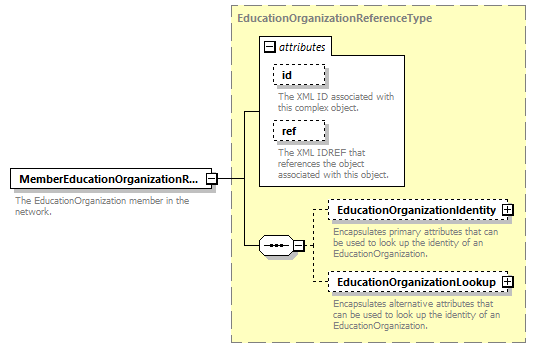 EducationOrganizationReferenceType
attributes
id
The XML ID associated with
this complex object.
ref
The XML IDREF that
references the object
associated with this object.
MemberEducationOrganizationR...
The EducationOrganization member in the
network.
EducationOrganizationIdentity
Encapsulates primary attributes that can
be used to look up the identity of an
EducationOrganization.
EducationOrganizationLookup
Encapsulates alternative attributes that
can be used to look up the identity of an
EducationOrganization.